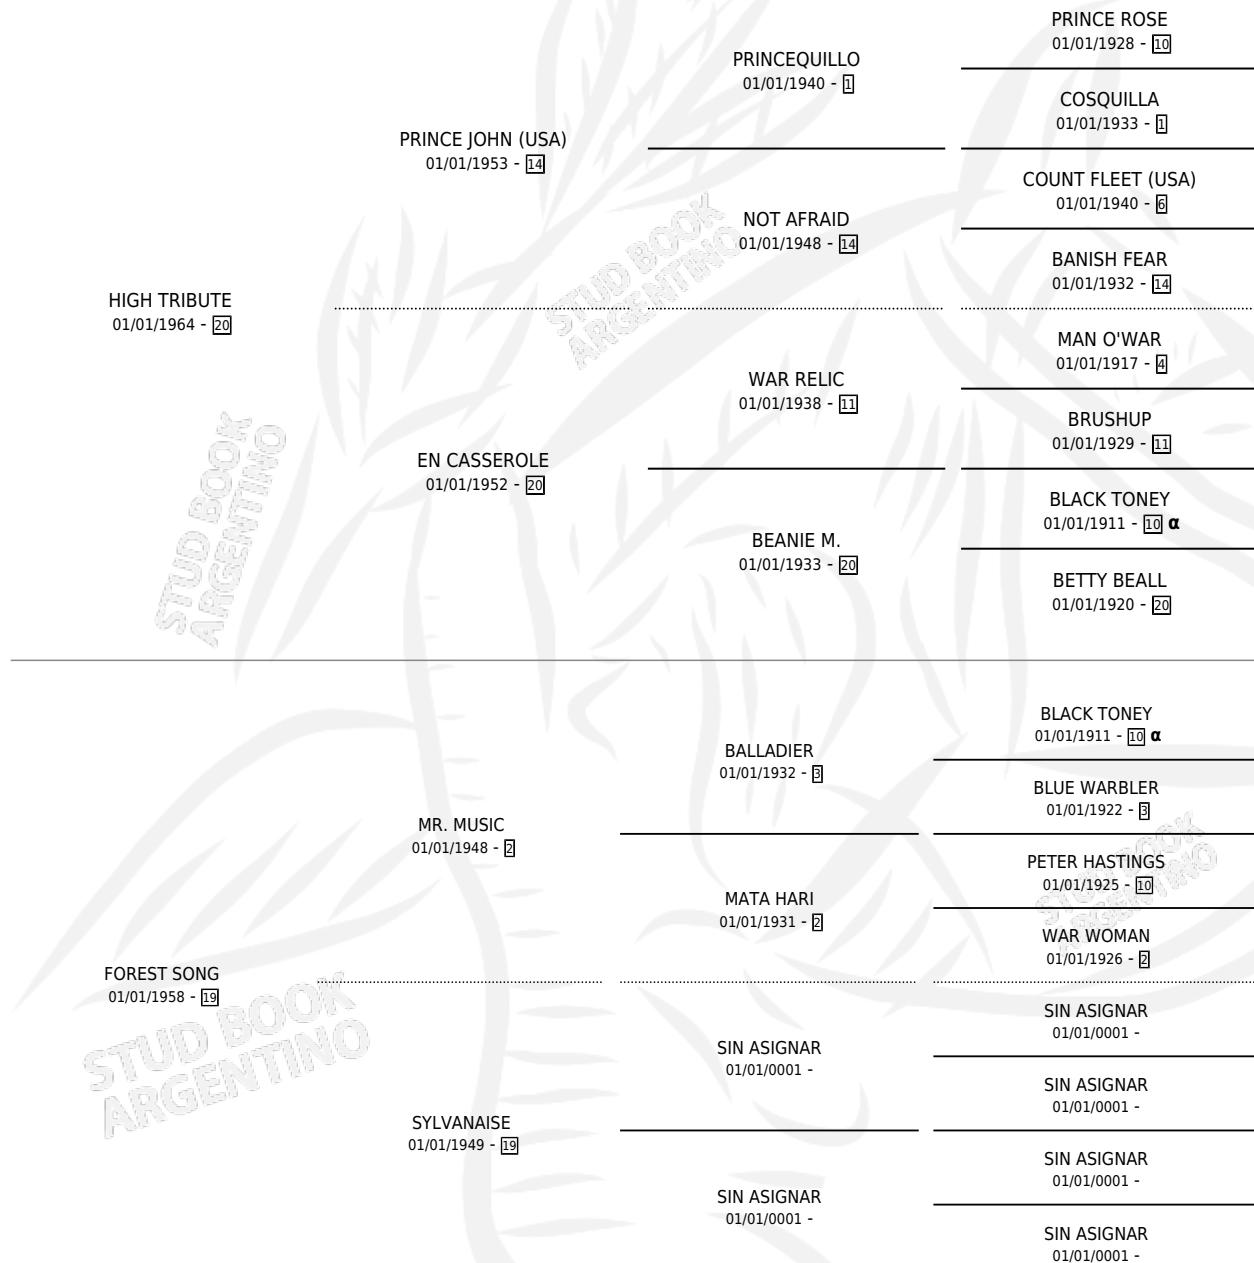 PRINCE ROSE
01/01/1928 - 10
PRINCEQUILLO
01/01/1940 - 1
COSQUILLA
01/01/1933 - 1
PRINCE JOHN (USA)
01/01/1953 - 14
COUNT FLEET (USA)
01/01/1940 - 6
NOT AFRAID
01/01/1948 - 14
BANISH FEAR
01/01/1932 - 14
HIGH TRIBUTE
01/01/1964 - 20
MAN O'WAR
01/01/1917 - 4
WAR RELIC
01/01/1938 - 11
BRUSHUP
01/01/1929 - 11
EN CASSEROLE
01/01/1952 - 20
BLACK TONEY
01/01/1911 - 10 α
BEANIE M.
01/01/1933 - 20
BETTY BEALL
01/01/1920 - 20
BLACK TONEY
01/01/1911 - 10 α
BALLADIER
01/01/1932 - 3
BLUE WARBLER
01/01/1922 - 3
MR. MUSIC
01/01/1948 - 2
PETER HASTINGS
01/01/1925 - 10
MATA HARI
01/01/1931 - 2
WAR WOMAN
01/01/1926 - 2
FOREST SONG
01/01/1958 - 19
SIN ASIGNAR
01/01/0001 -
SIN ASIGNAR
01/01/0001 -
SIN ASIGNAR
01/01/0001 -
SYLVANAISE
01/01/1949 - 19
SIN ASIGNAR
01/01/0001 -
SIN ASIGNAR
01/01/0001 -
SIN ASIGNAR
01/01/0001 -
STUD BOOK
ARGENTINO
STUD BOOK
ARGENTINO
STUD BOOK
ARGENTINO
STUD BOOK
ARGENTINO